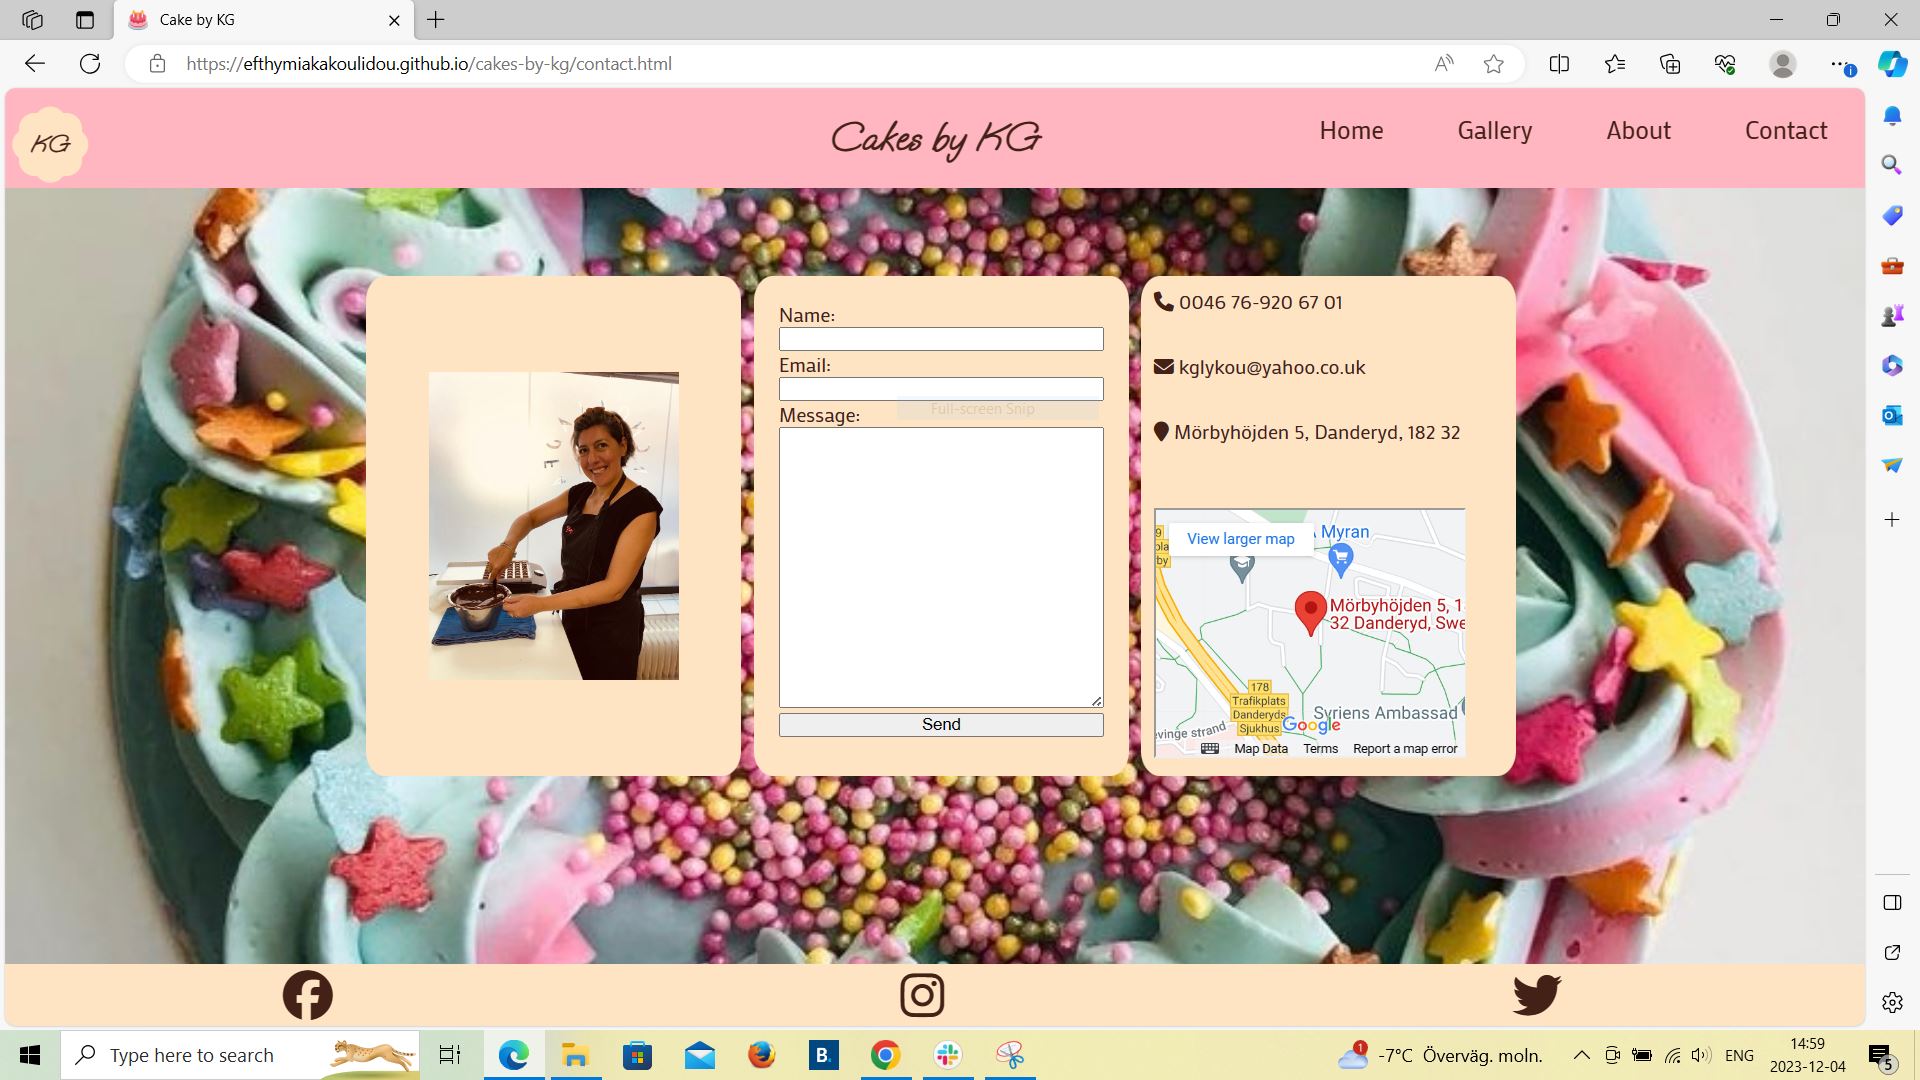 Cake by KG
https://efthymiakakoulidou.github.io/cakes-by-kg/contact.html
KG
Cakes by KG
Home
Gallery
About
Contact
Name:
Email:
Full-screen Snip
Message:
Send
0046 76-920 67 01
kglykou@yahoo.co.uk
Mörbyhöjden 5, Danderyd, 182 32
View larger map
Myran
Mörbyhöjden 5, 1
32 Danderyd, Swe
178
Trafikplats
Danderyds
Sjukhus
Syriens Ambassad
evinge strand
Google
Map Data
Terms
Report a map error
Type here to search
B.
1
-7°C Överväg. moln.
ENG
14:59
2023-12-04
5